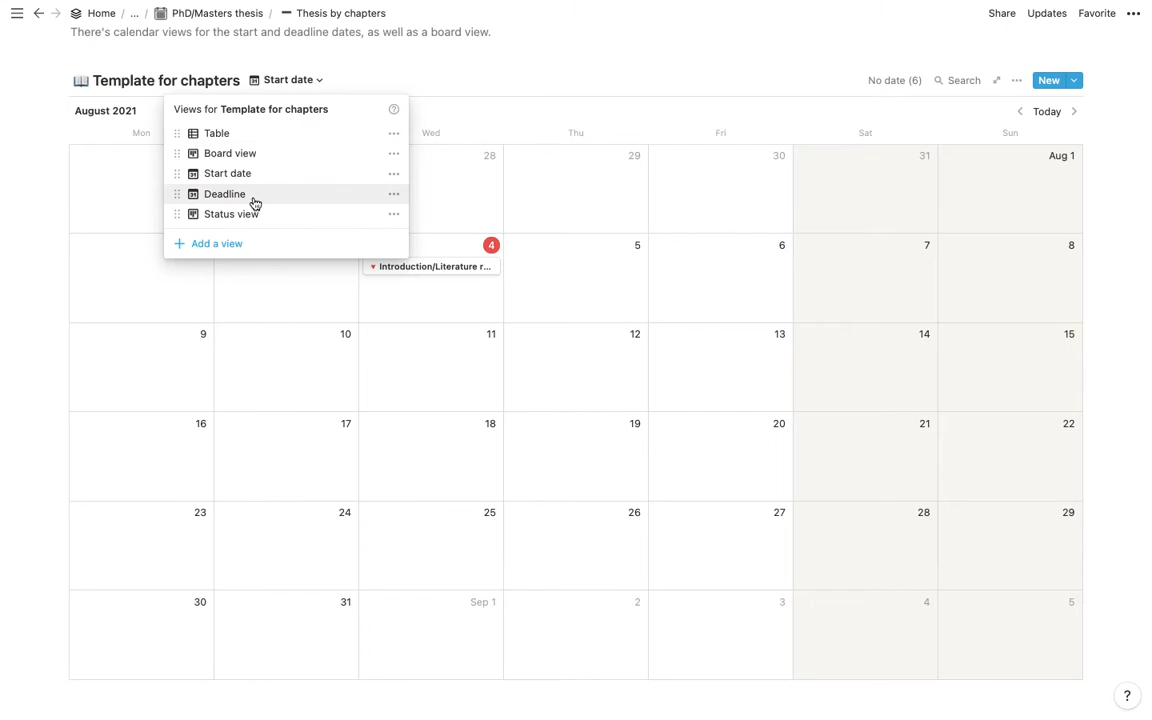 Home / ... / PhD/Masters thesis / Thesis by chapters
Share Updates Favorite
There's calendar views for the start and deadline dates, as well as a board view.
Template for chapters Start date
No date (6) Search New
August 2021
Today
Views for Template for chapters
Table
Board view
Start date
Deadline
Status view
Add a view
Mon Wed Thu Fri Sat Sun
28 29 30 31 Aug 1
4 5 6 7 8
Introduction/Literature r...
9 10 11 12 13 14 15
16 17 18 19 20 21 22
23 24 25 26 27 28 29
30 31 Sep 1 2 3 4 5
?